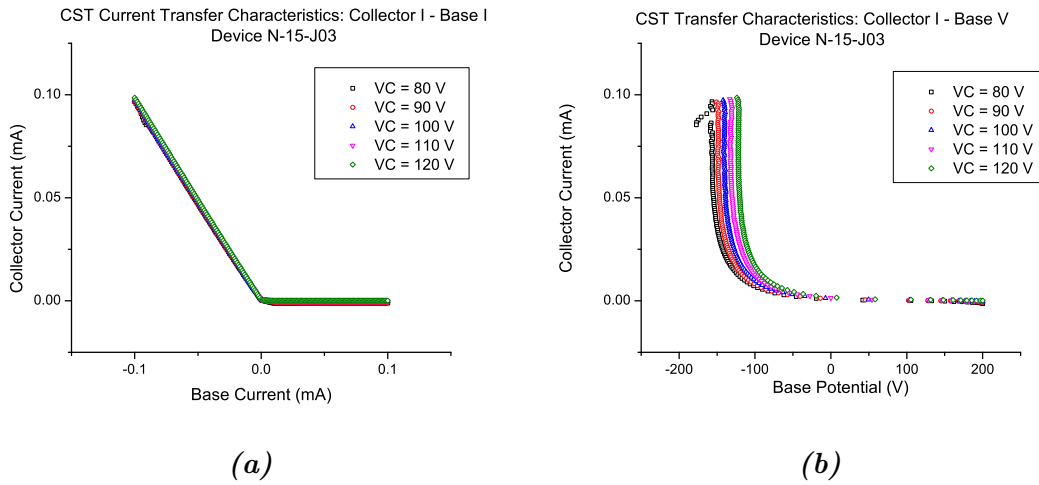 CST Current Transfer Characteristics: Collector I - Base I
Device N-15-J03
VC = 80 V
VC = 90 V
VC = 100 V
VC = 110 V
VC = 120 V
0.10
0.05
0.00
Collector Current (mA)
-0.1
0.0
0.1
Base Current (mA)
(a)
CST Transfer Characteristics: Collector I - Base V
Device N-15-J03
VC = 80 V
VC = 90 V
VC = 100 V
VC = 110 V
VC = 120 V
0.10
0.05
0.00
Collector Current (mA)
-200
-100
0
100
200
Base Potential (V)
(b)